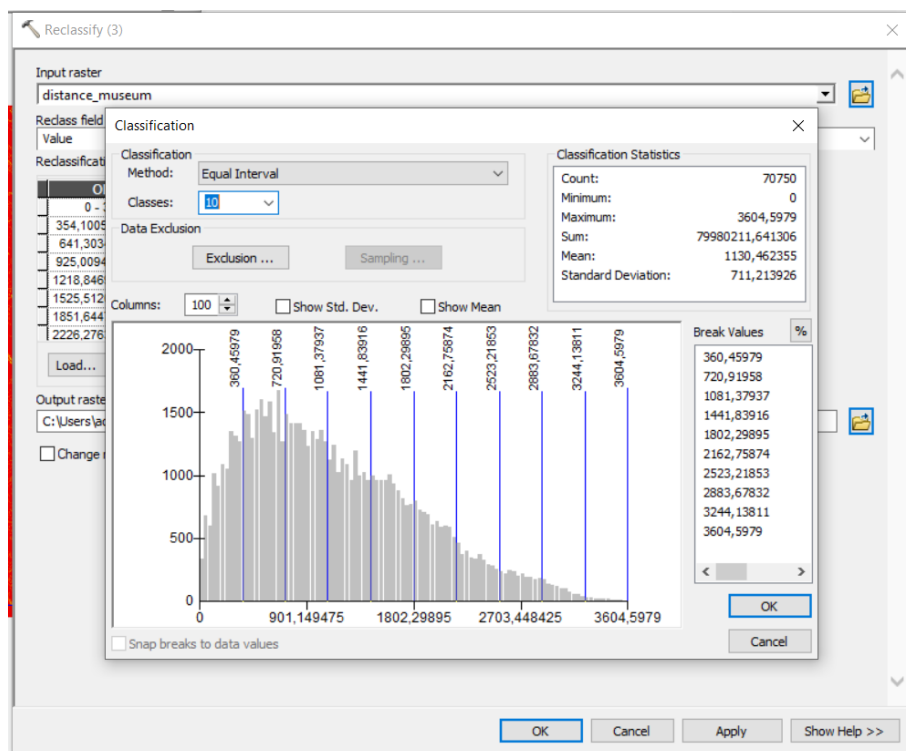 Reclassify (3)
Input raster
distance_museum
Reclass field
Value
Reclassificati
0 -
354,1005
641,303
925,0094
1218,846
1525,512
1851,644
2226,276
Load...
Output raste
C:\Users\a
Change
Classification
Classification
Method: Equal Interval
Classes: 10
Data Exclusion
Exclusion ...
Sampling ...
Classification Statistics
Count: 70750
Minimum: 0
Maximum: 3604,5979
Sum: 79980211,641306
Mean: 1130,462355
Standard Deviation: 711,213926
Columns: 100 Show Std. Dev. Show Mean
Break Values %
360,45979
720,91958
1081,37937
1441,83916
1802,29895
2162,75874
2523,21853
2883,67832
3244,13811
3604,5979
360,45979
720,91958
1081,37937
1441,83916
1802,29895
2162,75874
2523,21853
2883,67832
3244,13811
3604,5979
2000
1500
1000
500
0
0 901,149475 1802,29895 2703,448425 3604,5979
Snap breaks to data values
OK
Cancel
OK Cancel Apply Show Help >>